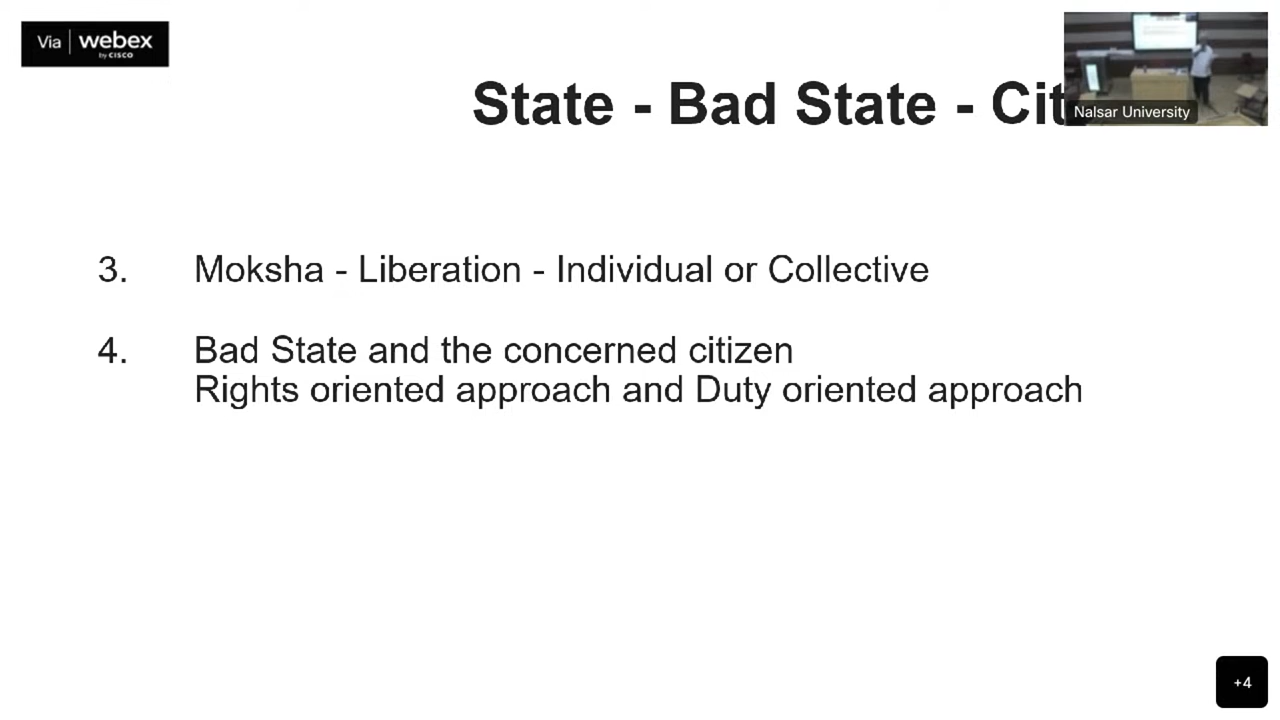 Via webex
by CISCO
State - Bad State - Cit
Nalsar University
3. Moksha - Liberation - Individual or Collective
4. Bad State and the concerned citizen
Rights oriented approach and Duty oriented approach
+4